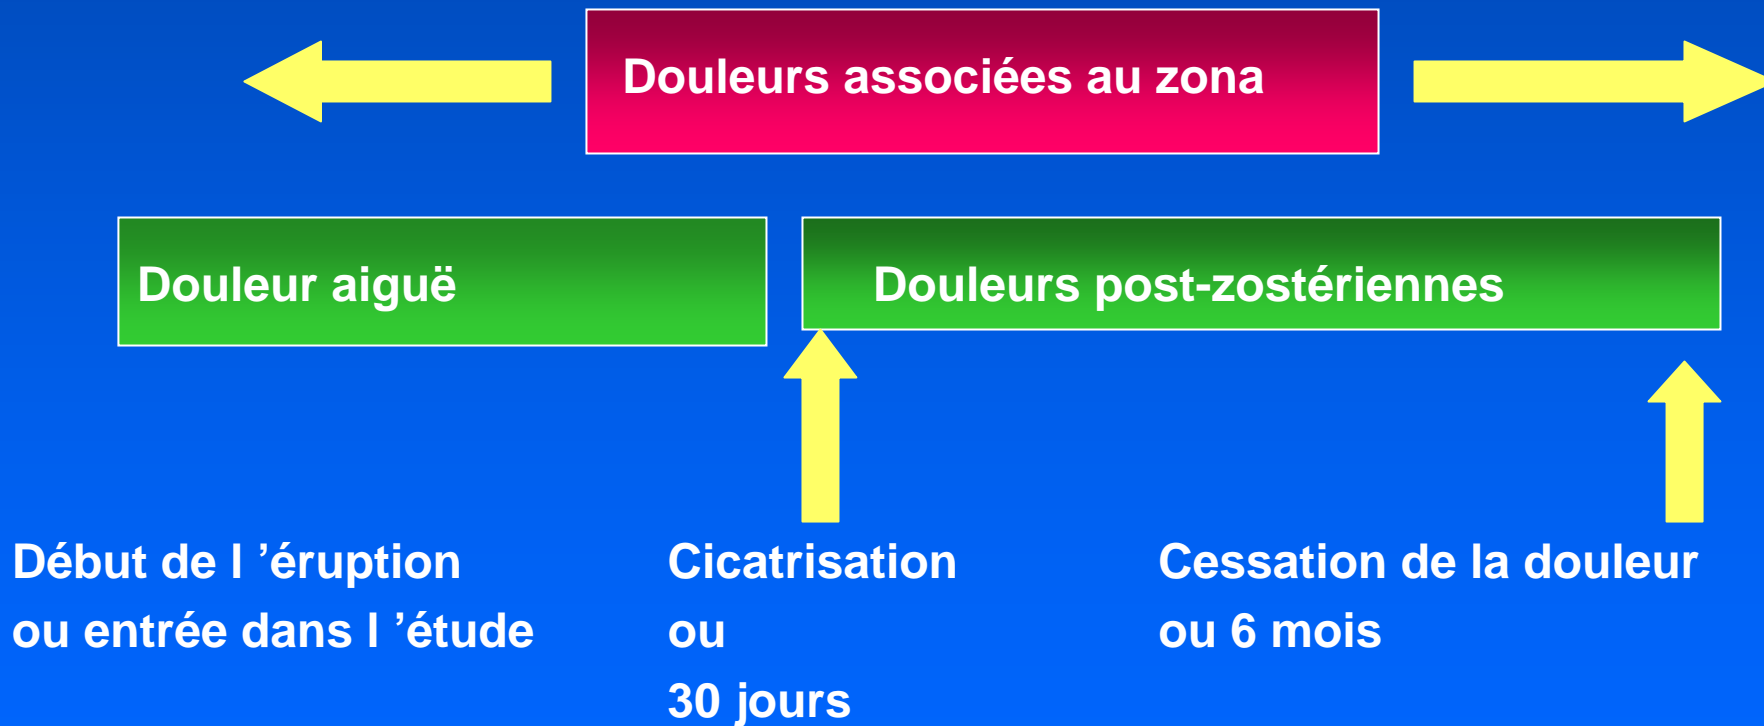 Douleurs associées au zona
Douleur aiguë
Douleurs post-zostériennes
Début de l ’éruption
ou entrée dans l ’étude
Cicatrisation
ou
30 jours
Cessation de la douleur
ou 6 mois